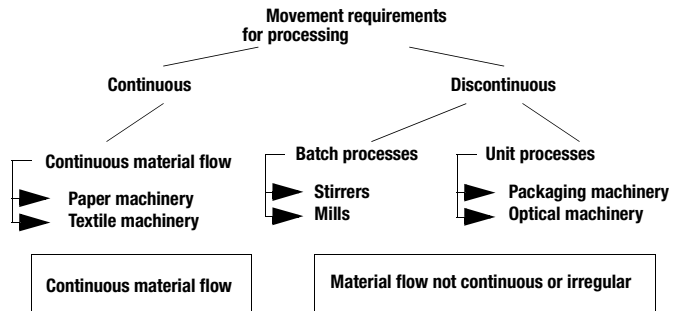 Movement requirements
for processing
Continuous
Discontinuous
Continuous material flow
Paper machinery
Textile machinery
Batch processes
Stirrers
Mills
Unit processes
Packaging machinery
Optical machinery
Continuous material flow
Material flow not continuous or irregular